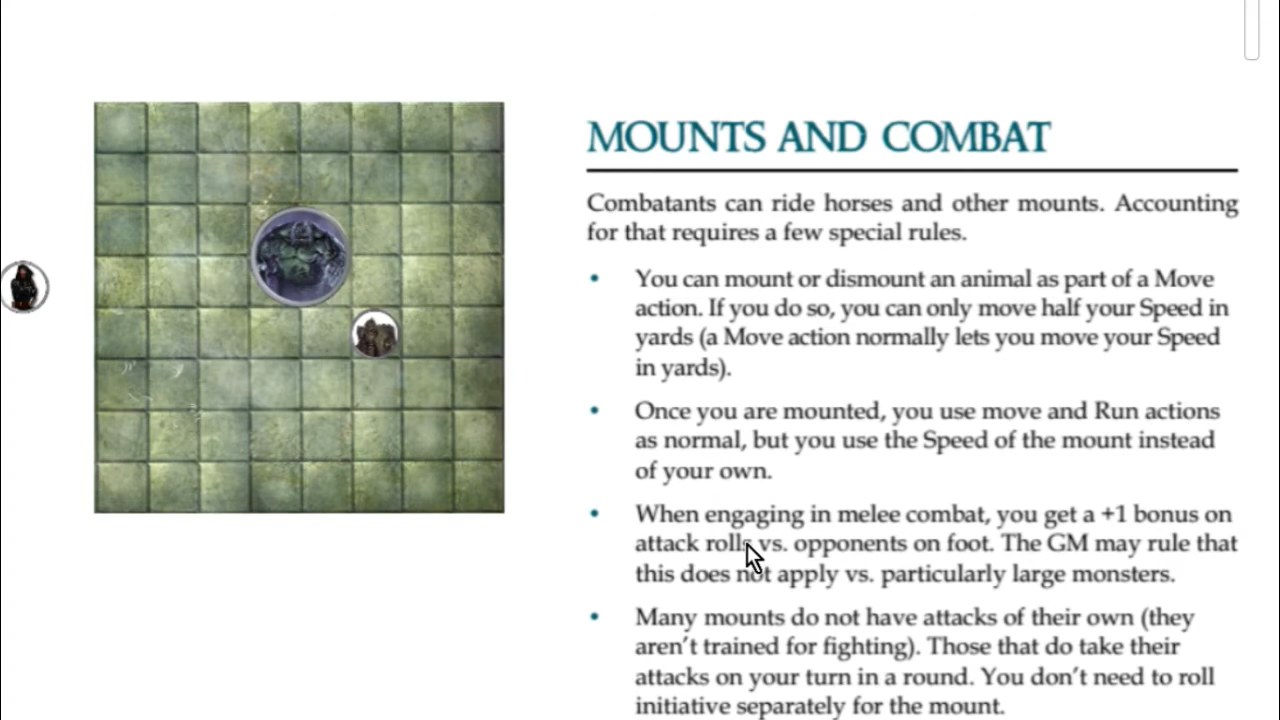 MOUNTS AND COMBAT
Combatants can ride horses and other mounts. Accounting
for that requires a few special rules.
• You can mount or dismount an animal as part of a Move
action. If you do so, you can only move half your Speed in
yards (a Move action normally lets you move your Speed
in yards).
• Once you are mounted, you use move and Run actions
as normal, but you use the Speed of the mount instead
of your own.
• When engaging in melee combat, you get a +1 bonus on
attack rolls vs. opponents on foot. The GM may rule that
this does not apply vs. particularly large monsters.
• Many mounts do not have attacks of their own (they
aren't trained for fighting). Those that do take their
attacks on your turn in a round. You don't need to roll
initiative separately for the mount.